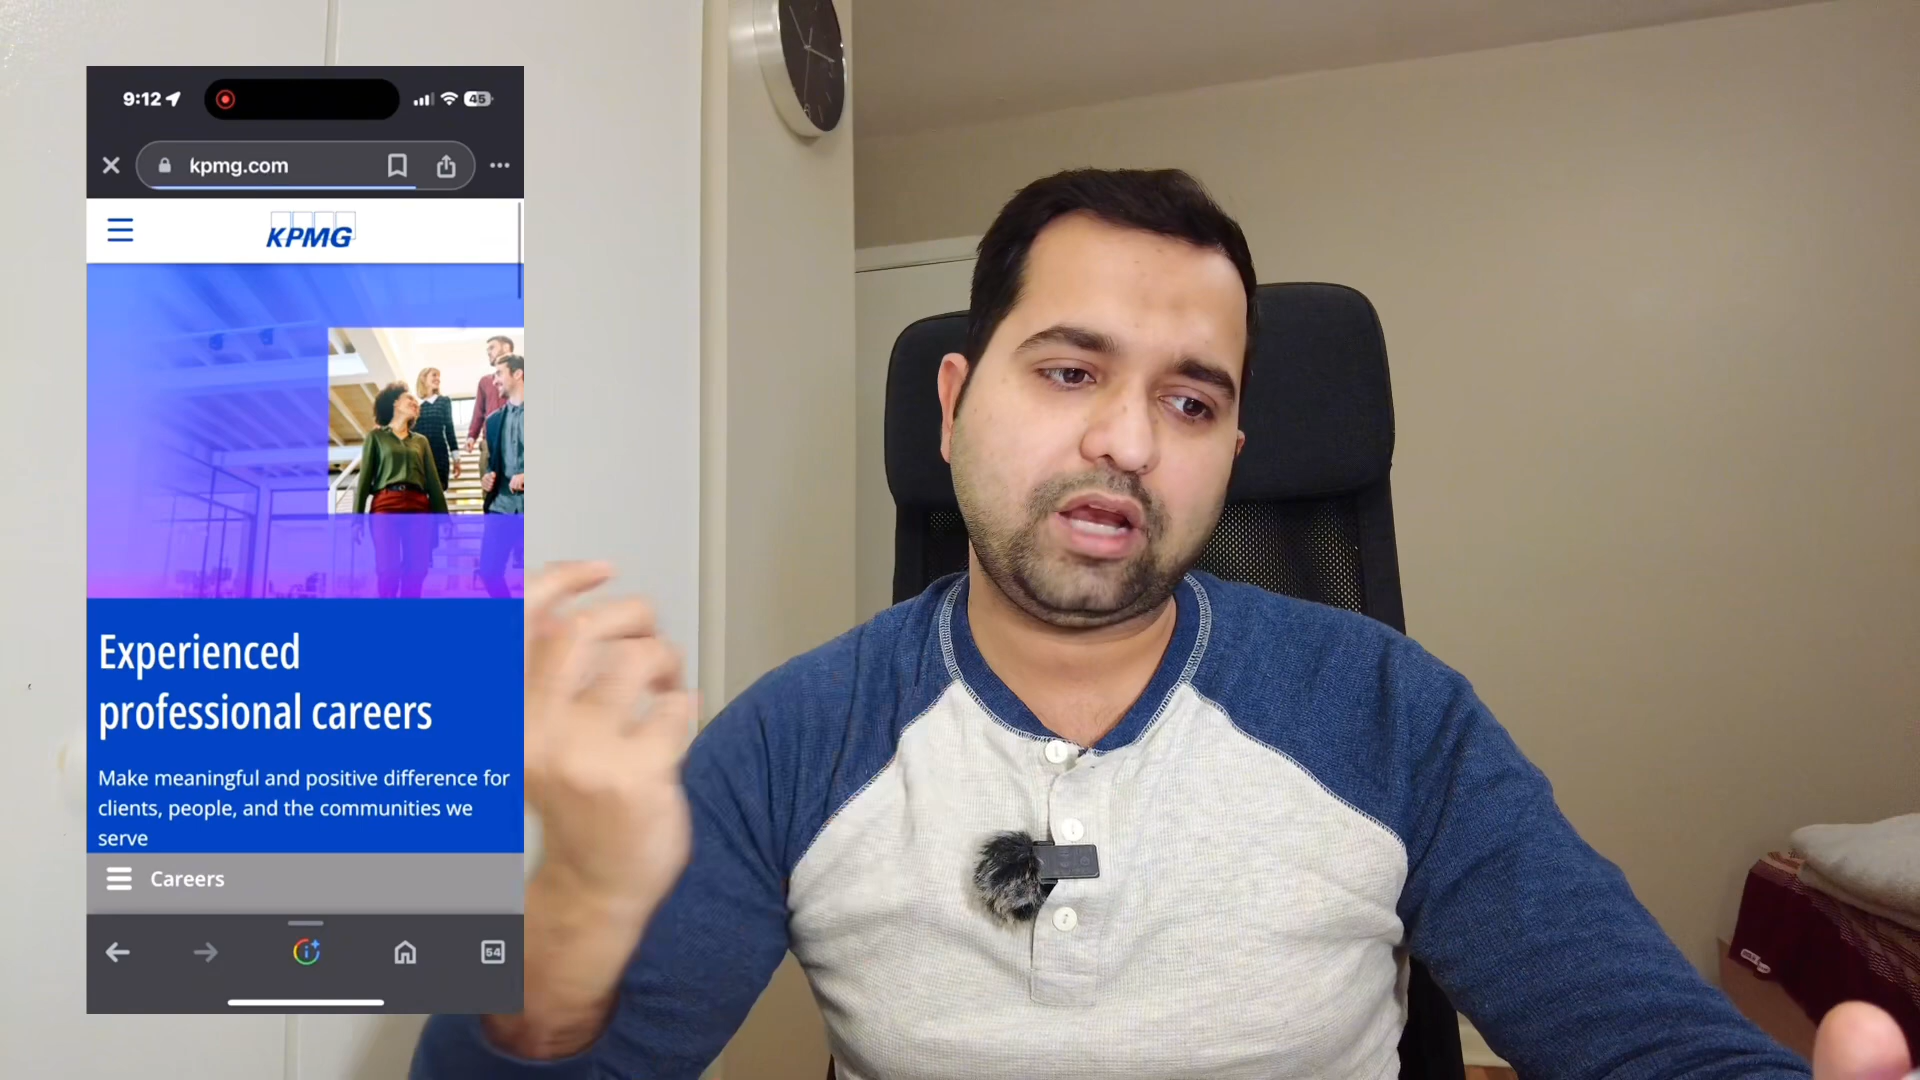 9:12
45
kpmg.com
KPMG
Experienced
professional careers
Make meaningful and positive difference for
clients, people, and the communities we
serve
Careers
54